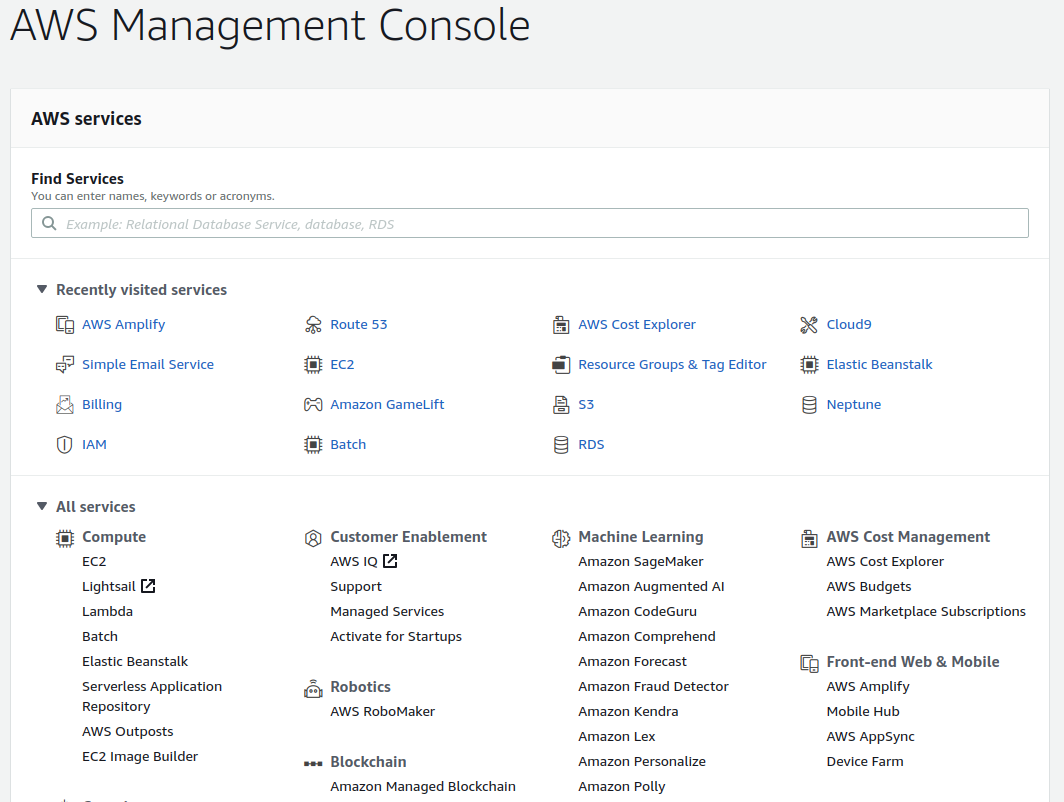 AWS Management Console
AWS services
Find Services
You can enter names, keywords or acronyms.
Example: Relational Database Service, database, RDS
Recently visited services
AWS Amplify
Route 53
AWS Cost Explorer
Cloud9
Simple Email Service
EC2
Resource Groups & Tag Editor
Elastic Beanstalk
Billing
Amazon GameLift
S3
Neptune
IAM
Batch
RDS
All services
Compute
EC2
Lightsail
Lambda
Batch
Elastic Beanstalk
Serverless Application
Repository
AWS Outposts
EC2 Image Builder
Customer Enablement
AWS IQ
Support
Managed Services
Activate for Startups
Robotics
AWS RoboMaker
Blockchain
Amazon Managed Blockchain
Machine Learning
Amazon SageMaker
Amazon Augmented AI
Amazon CodeGuru
Amazon Comprehend
Amazon Forecast
Amazon Fraud Detector
Amazon Kendra
Amazon Lex
Amazon Personalize
Amazon Polly
AWS Cost Management
AWS Cost Explorer
AWS Budgets
AWS Marketplace Subscriptions
Front-end Web & Mobile
AWS Amplify
Mobile Hub
AWS AppSync
Device Farm